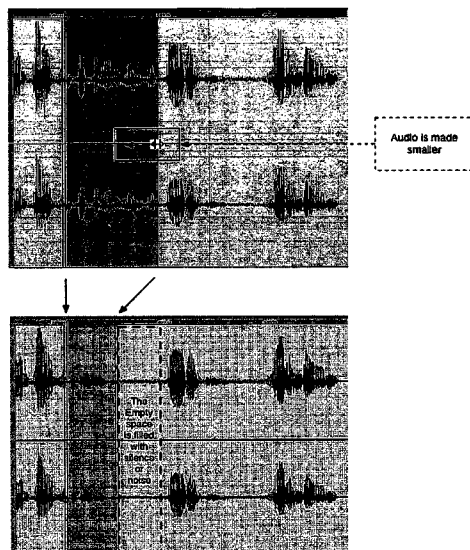 Audio is made
smaller
The
Empty
space
is filled
with
silence
or
noise